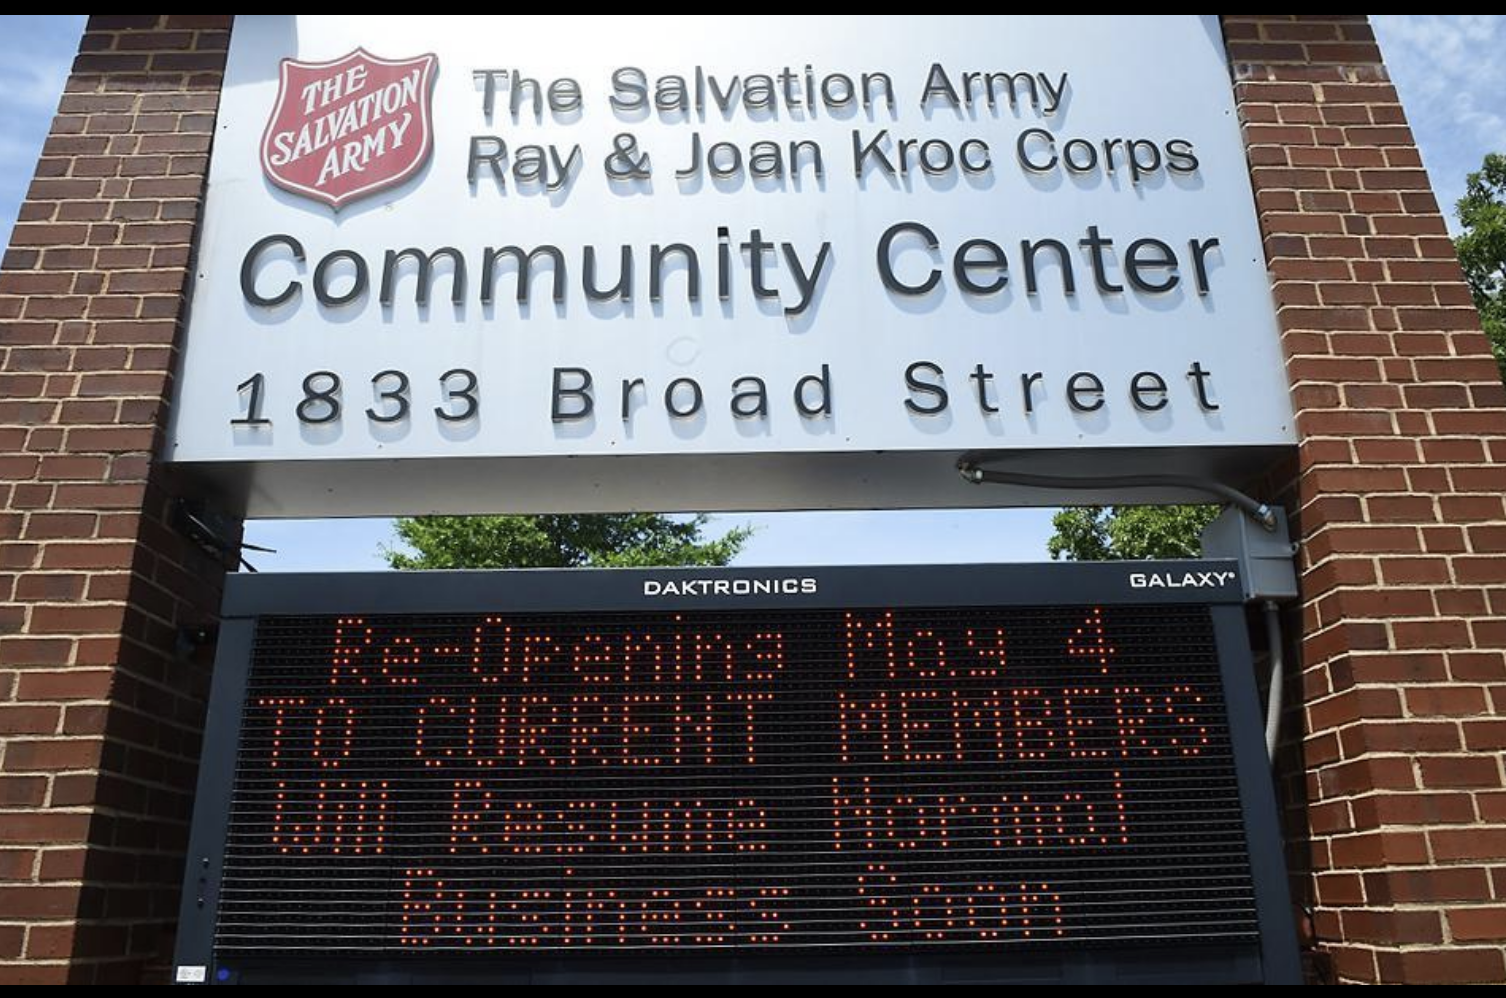 THE
SALVATION
ARMY
The Salvation Army
Ray & Joan Kroc Corps
Community Center
1833 Broad Street
DAKTRONICS
GALAXY®
Re-Opening May 4
TO CURRENT MEMBERS
Will Resume Normal
Business Soon